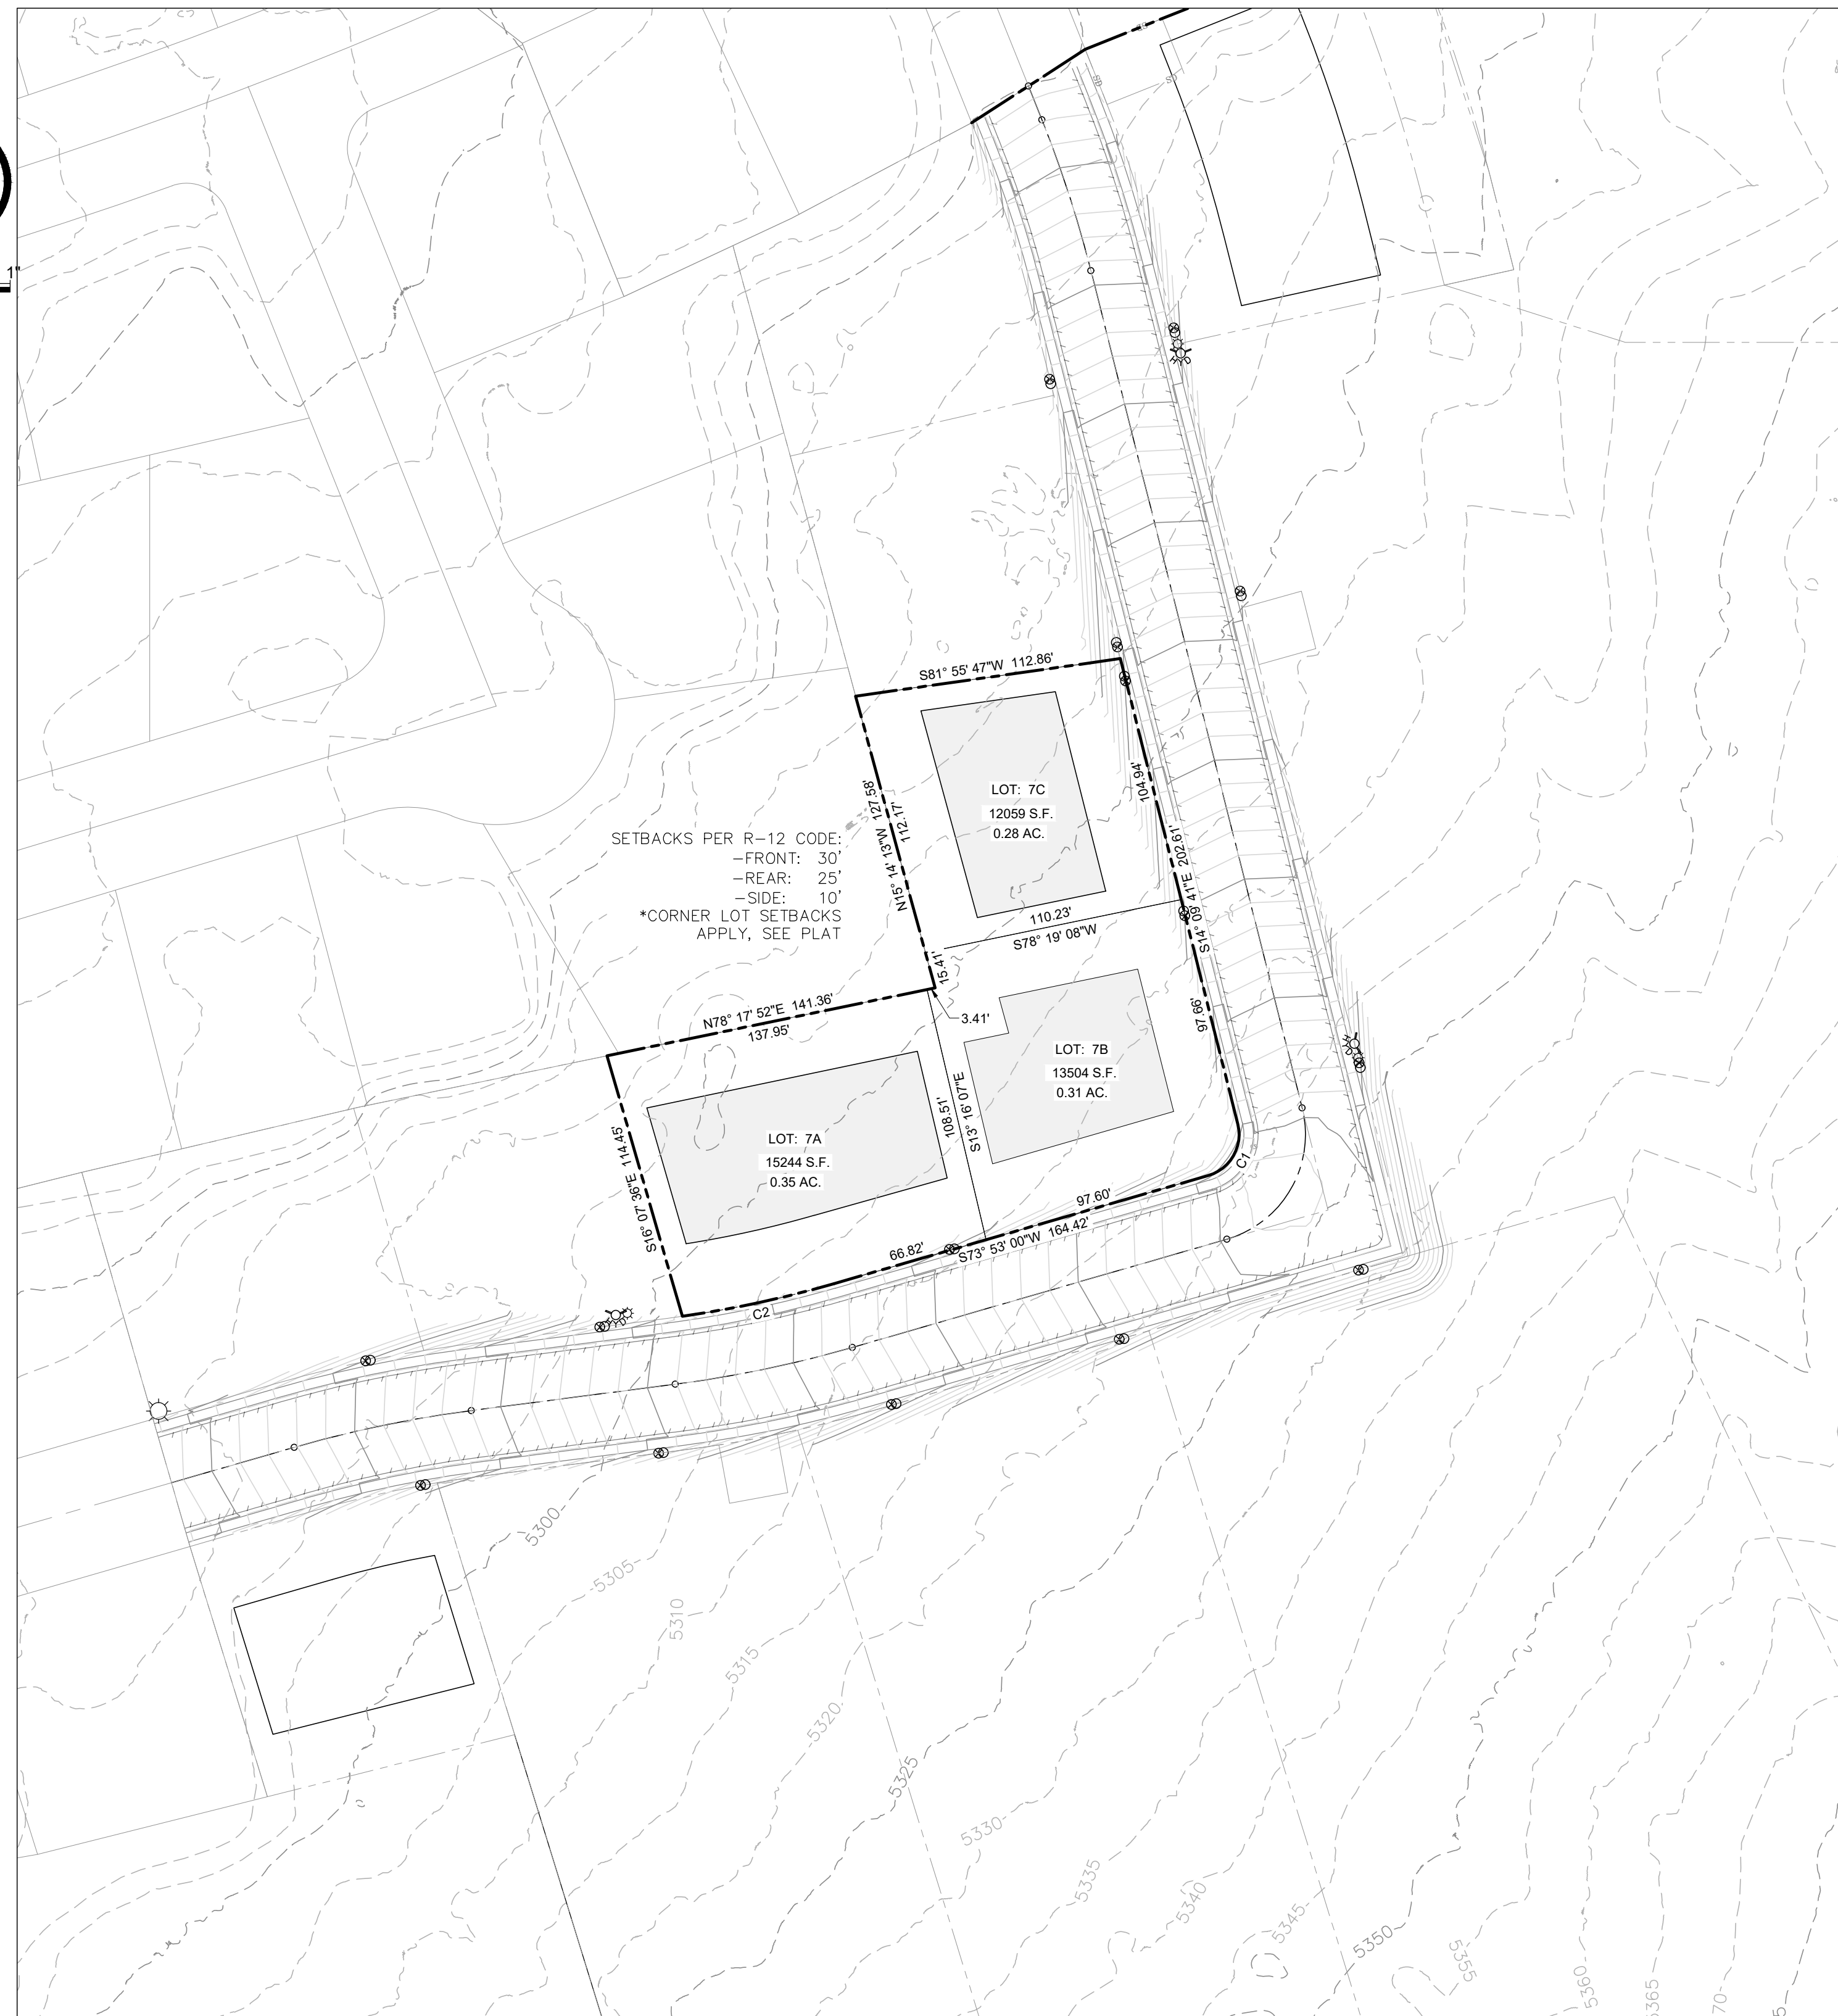 1"
SD
SD
S81° 55' 47"W 112.86'
LOT: 7C
12059 S.F.
0.28 AC.
104.94'
N15° 14' 13"W 127.58'
112.17'
SETBACKS PER R-12 CODE:
-FRONT: 30'
-REAR: 25'
-SIDE: 10'
*CORNER LOT SETBACKS
APPLY, SEE PLAT
S14° 09' 41"E 202.61'
110.23'
S78° 19' 08"W
15.41'
3.41'
N78° 17' 52"E 141.36'
137.95'
97.66'
LOT: 7B
13504 S.F.
0.31 AC.
108.51'
S13° 16' 07"E
LOT: 7A
15244 S.F.
0.35 AC.
S16° 07' 36"E 114.45'
C1
97.60'
S73° 53' 00"W 164.42'
66.82'
C2
5300
5305
5310
5315
5320
5325
5330
5335
5340
5345
5350
5355
5360
5365
70
5